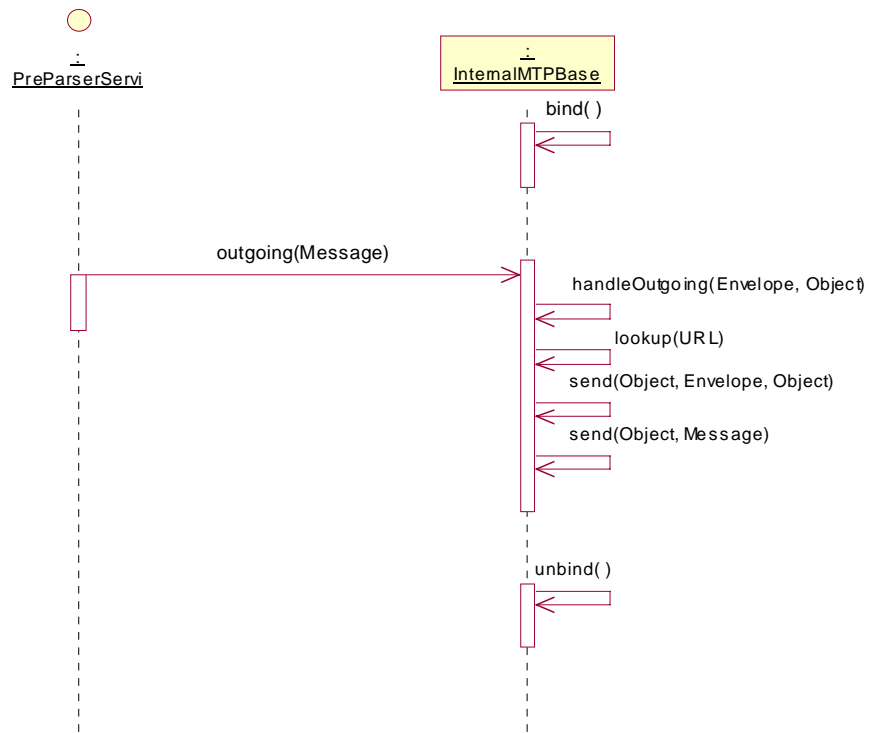 :
PreParserServi
:
InternalMTPBase
bind( )
outgoing(Message)
handleOutgoing(Envelope, Object)
lookup(URL)
send(Object, Envelope, Object)
send(Object, Message)
unbind( )